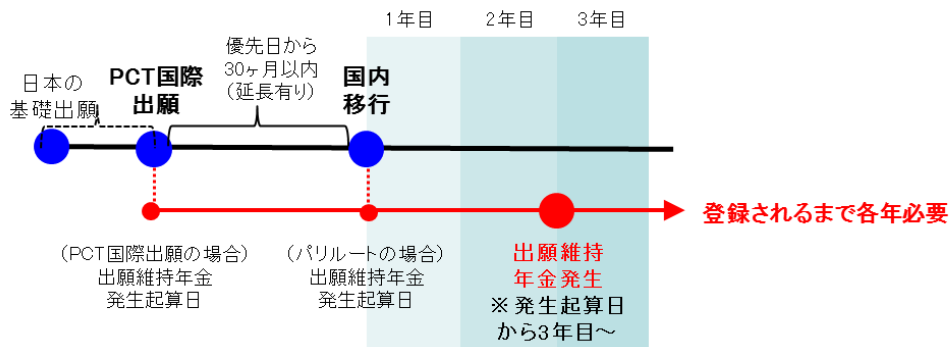 1年目
2年目
3年目
日本の
基礎出願
PCT国際
出願
優先日から
30ヶ月以内
（延長有り）
国内
移行
登録されるまで各年必要
（PCT国際出願の場合）
出願維持年金
発生起算日
（パリルートの場合）
出願維持年金
発生起算日
出願維持
年金発生
※発生起算日
から3年目～